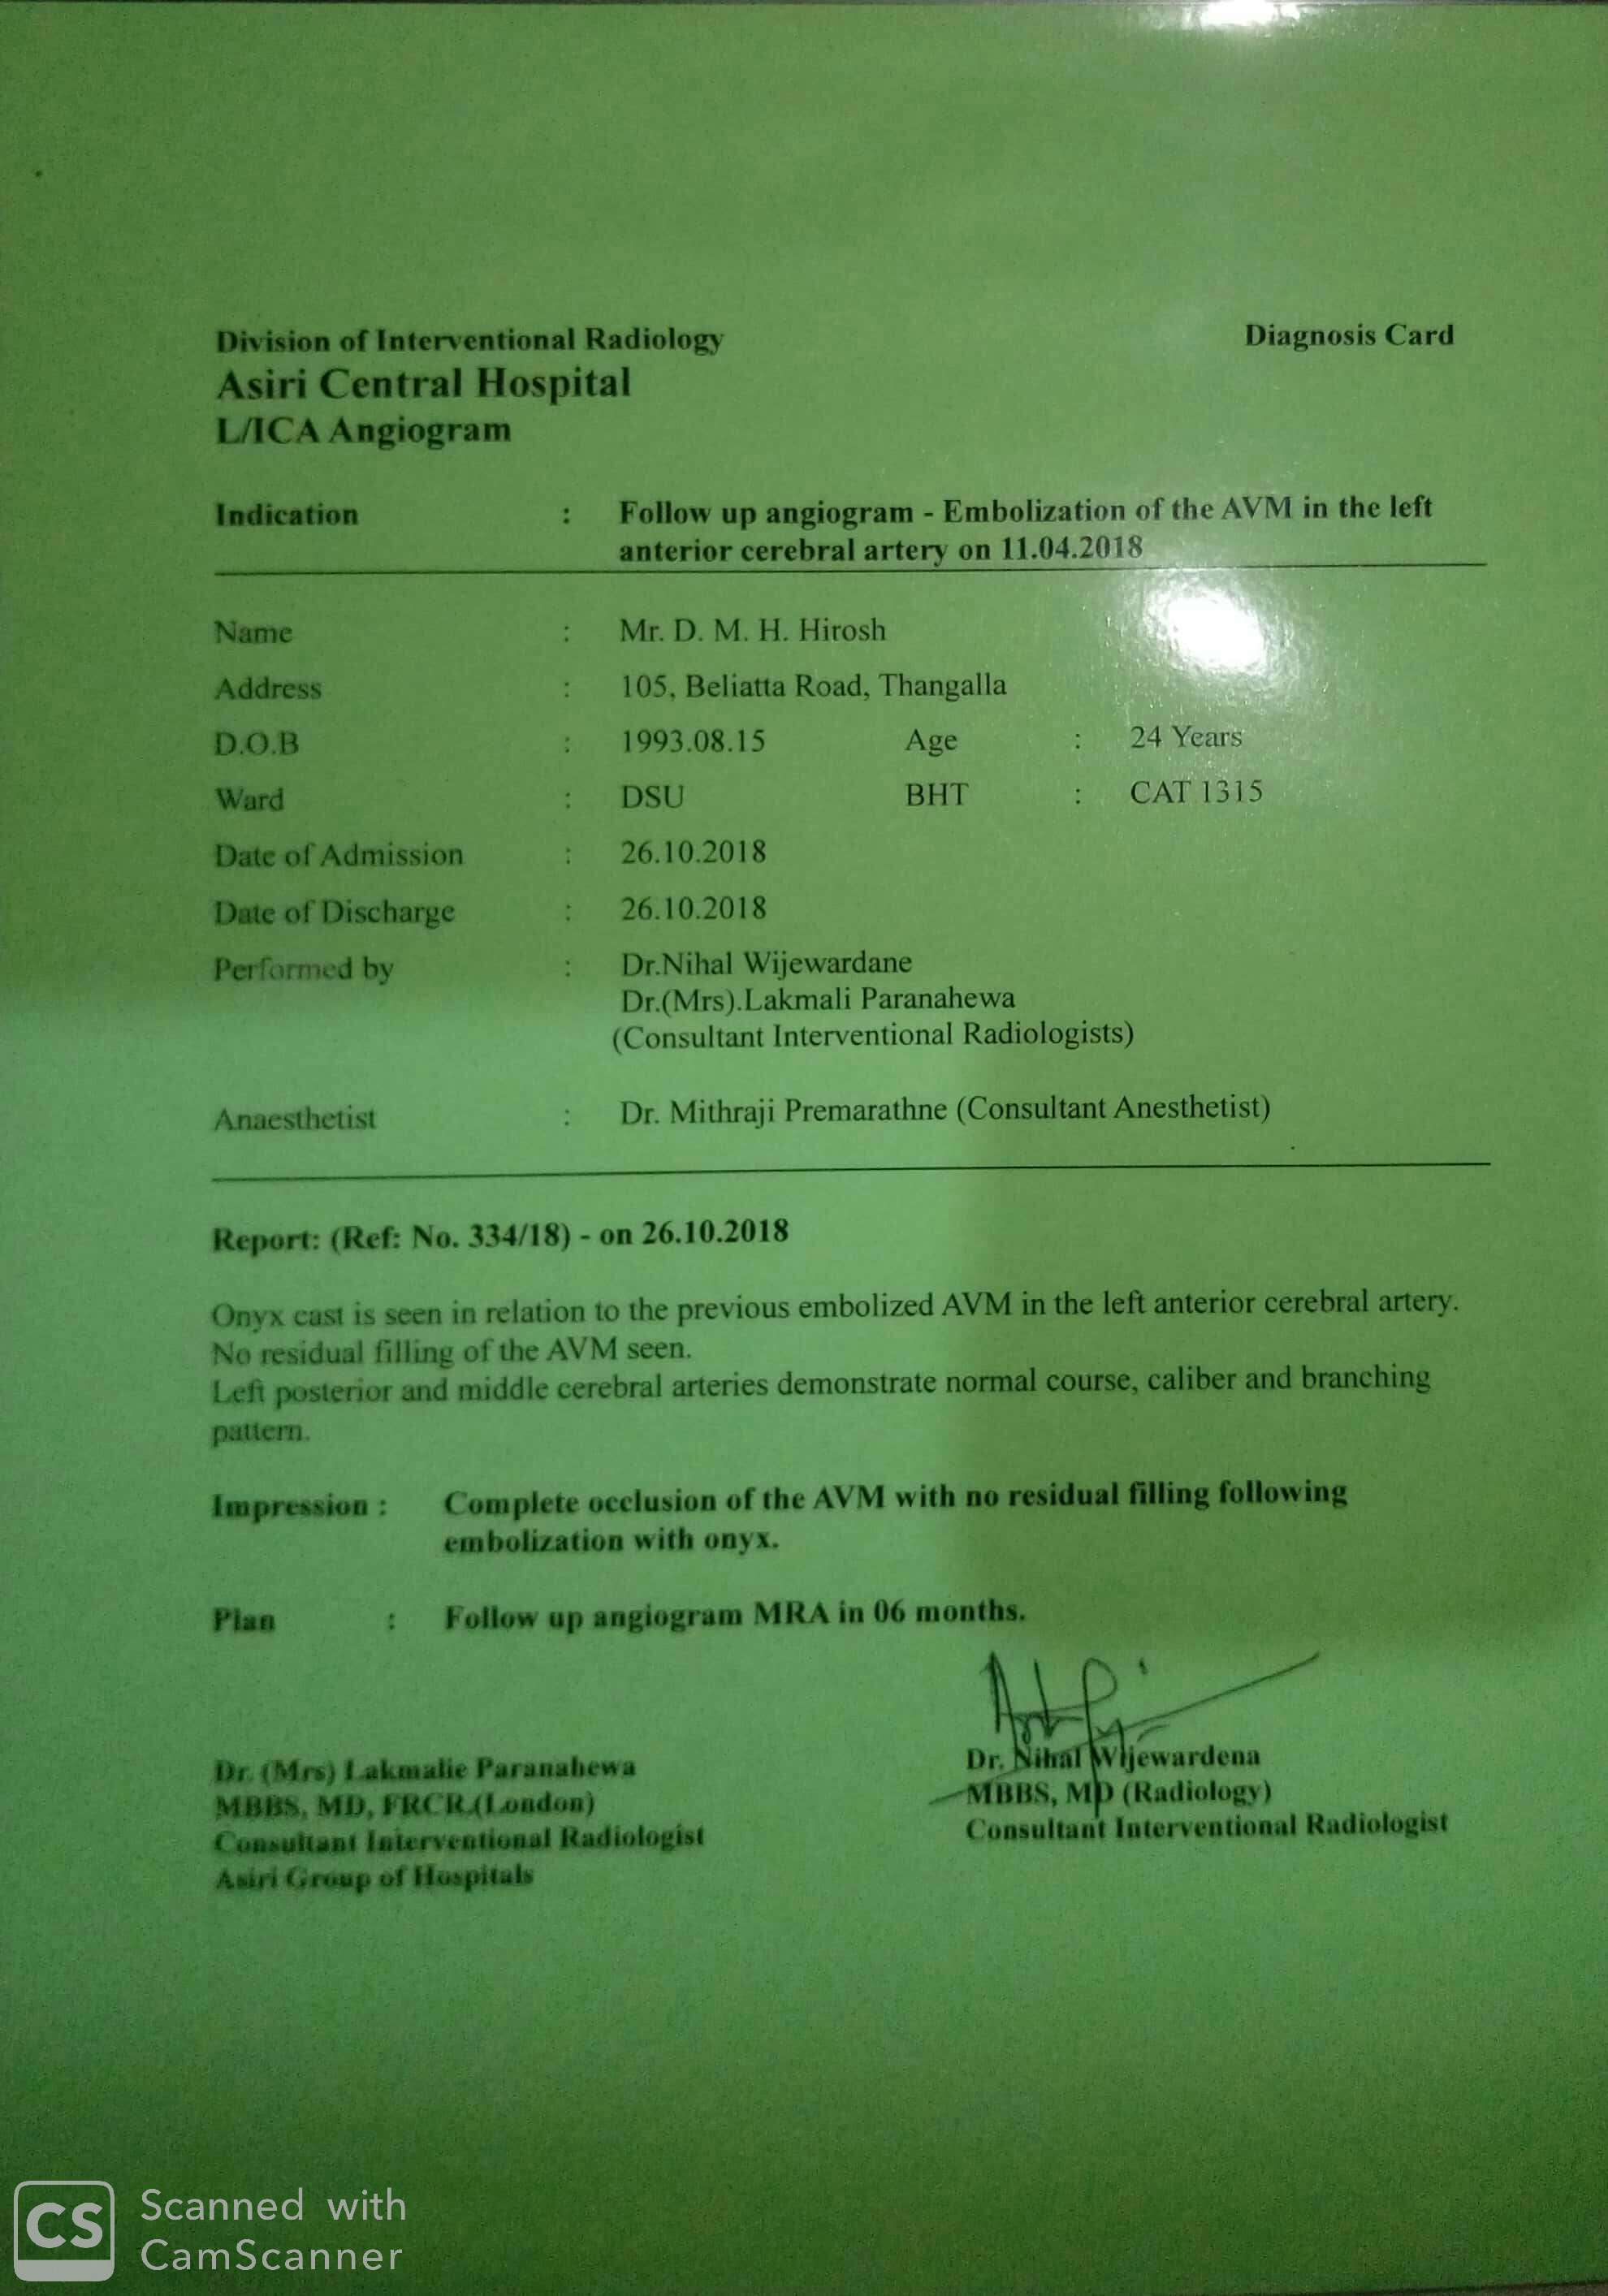 Division of Interventional Radiology
Diagnosis Card
Asiri Central Hospital
L/ICA Angiogram
Indication : Follow up angiogram - Embolization of the AVM in the left
anterior cerebral artery on 11.04.2018
Name : Mr. D. M. H. Hirosh
Address : 105, Beliatta Road, Thangalla
D.O.B : 1993.08.15 Age : 24 Years
Ward : DSU BHT : CAT 1315
Date of Admission : 26.10.2018
Date of Discharge : 26.10.2018
Performed by : Dr.Nihal Wijewardane
Dr.(Mrs).Lakmali Paranahewa
(Consultant Interventional Radiologists)
Anaesthetist : Dr. Mithraji Premarathne (Consultant Anesthetist)
Report: (Ref: No. 334/18) - on 26.10.2018
Onyx cast is seen in relation to the previous embolized AVM in the left anterior cerebral artery.
No residual filling of the AVM seen.
Left posterior and middle cerebral arteries demonstrate normal course, caliber and branching
pattern.
Impression : Complete occlusion of the AVM with no residual filling following
embolization with onyx.
Plan : Follow up angiogram MRA in 06 months.
Dr. (Mrs) Lakmalie Paranahewa
MBBS, MD, FRCR (London)
Consultant Interventional Radiologist
Asiri Group of Hospitals
Dr. Nihal Wijewardena
MBBS, MD (Radiology)
Consultant Interventional Radiologist
CS
Scanned with
CamScanner